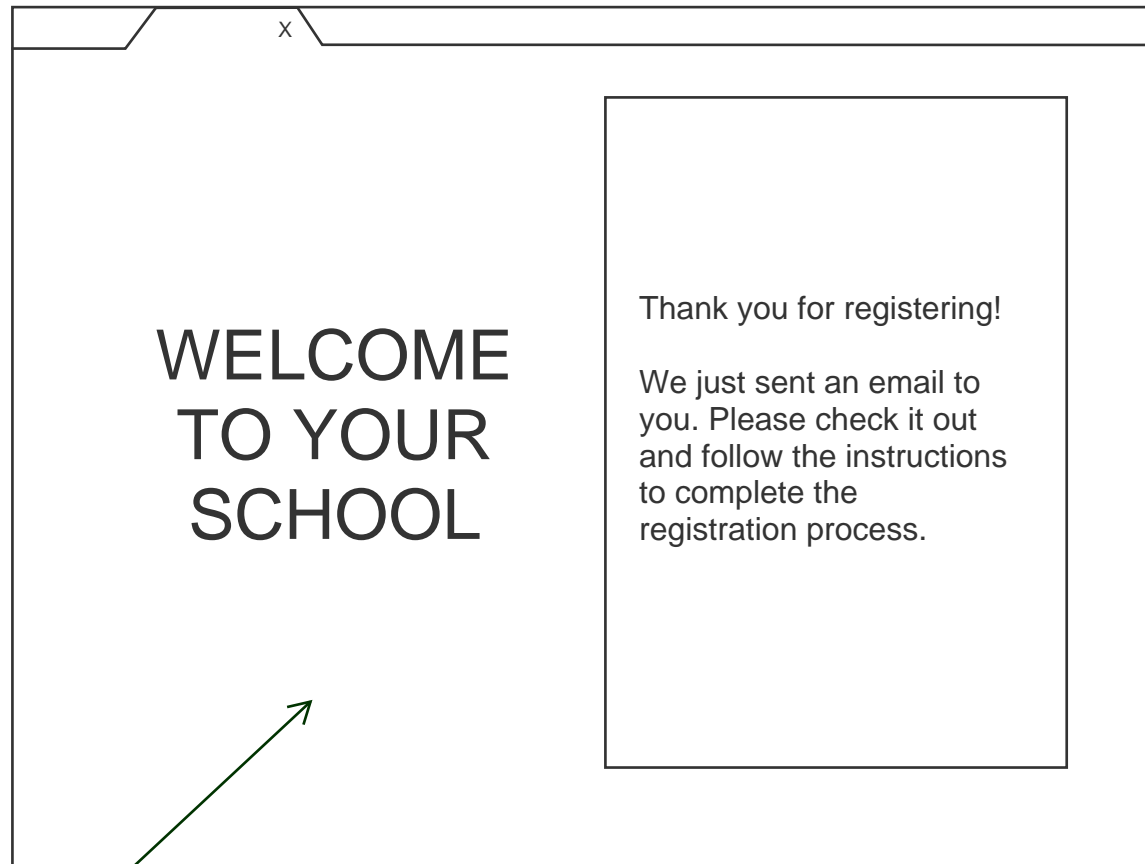 X
WELCOME
TO YOUR
SCHOOL
Thank you for registering!
We just sent an email to
you. Please check it out
and follow the instructions
to complete the
registration process.